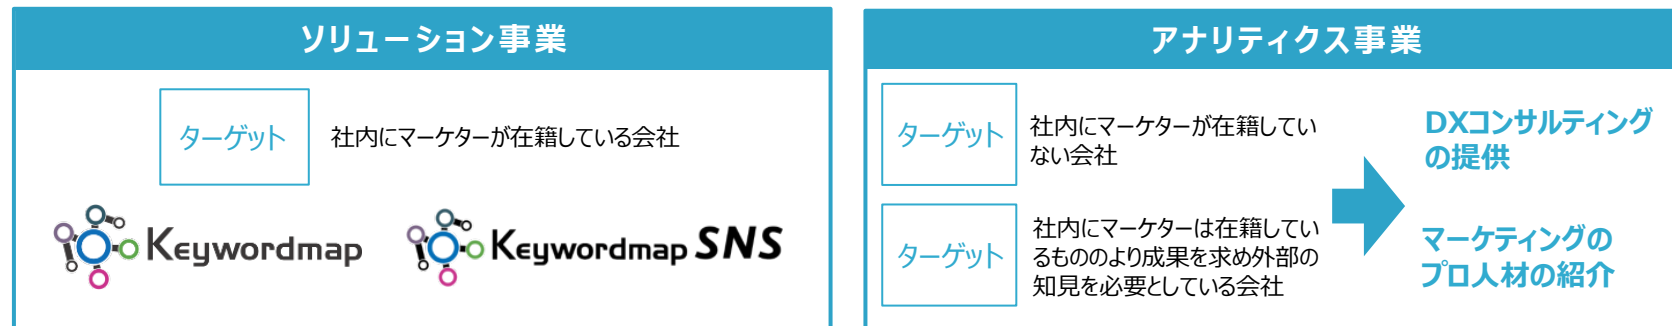 ソリューション事業
ターゲット
社内にマーケターが在籍している会社
Keywordmap
Keywordmap SNS
アナリティクス事業
ターゲット
社内にマーケターが在籍してい
ない会社
ターゲット
社内にマーケターは在籍してい
るもののより成果を求め外部の
知見を必要としている会社
DXコンサルティング
の提供
マーケティングの
プロ人材の紹介